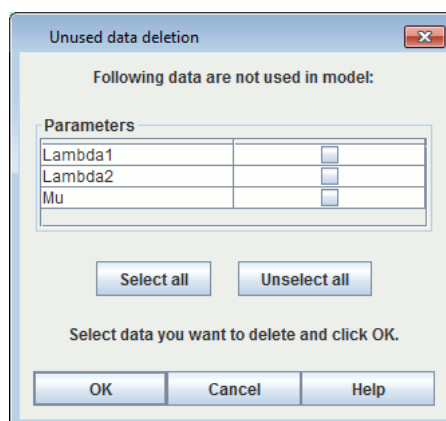 Unused data deletion
Following data are not used in model:
Parameters
Lambda1
Lambda2
Mu
Select all Unselect all
Select data you want to delete and click OK.
OK Cancel Help